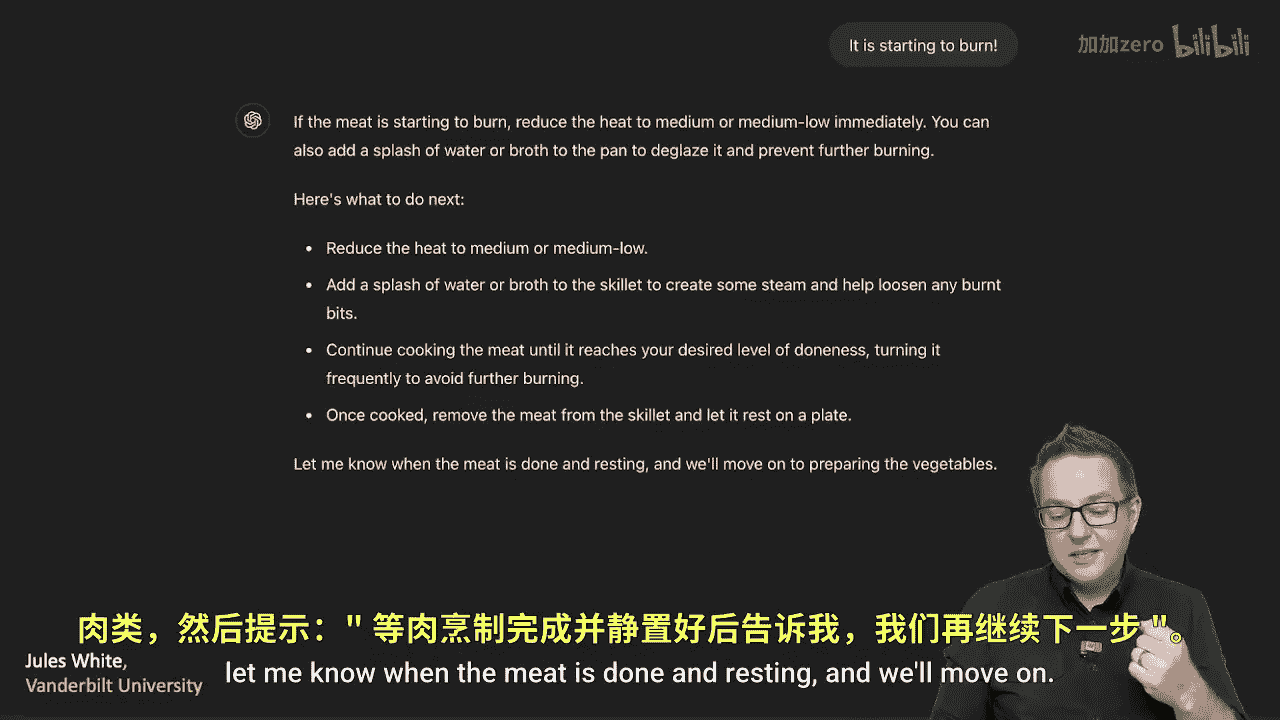 It is starting to burn!
加加zero bilibili
If the meat is starting to burn, reduce the heat to medium or medium-low immediately. You can
also add a splash of water or broth to the pan to deglaze it and prevent further burning.
Here's what to do next:
• Reduce the heat to medium or medium-low.
• Add a splash of water or broth to the skillet to create some steam and help loosen any burnt
bits.
• Continue cooking the meat until it reaches your desired level of doneness, turning it
frequently to avoid further burning.
• Once cooked, remove the meat from the skillet and let it rest on a plate.
Let me know when the meat is done and resting, and we'll move on to preparing the vegetables.
肉类，然后提示：" 等肉烹制完成并静置好后告诉我，我们再继续下一步 "。
Jules White,
Vanderbilt University
let me know when the meat is done and resting, and we'll move on.